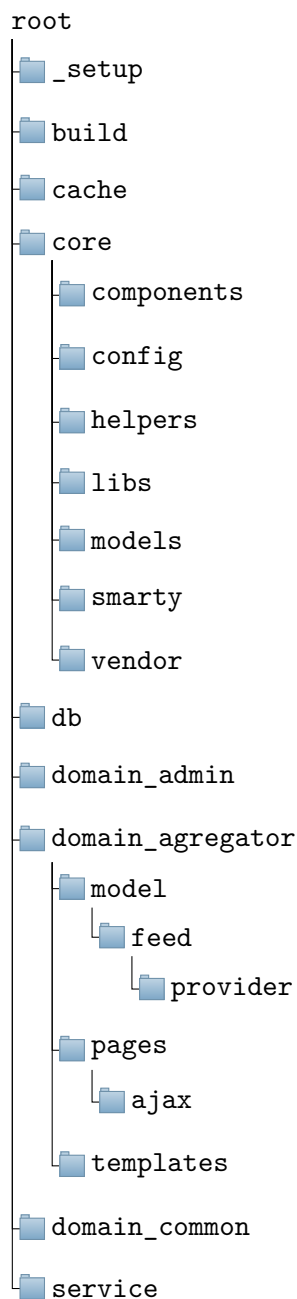 root
_setup
build
cache
core
components
config
helpers
libs
models
smarty
vendor
db
domain_admin
domain_agregator
model
feed
provider
pages
ajax
templates
domain_common
service